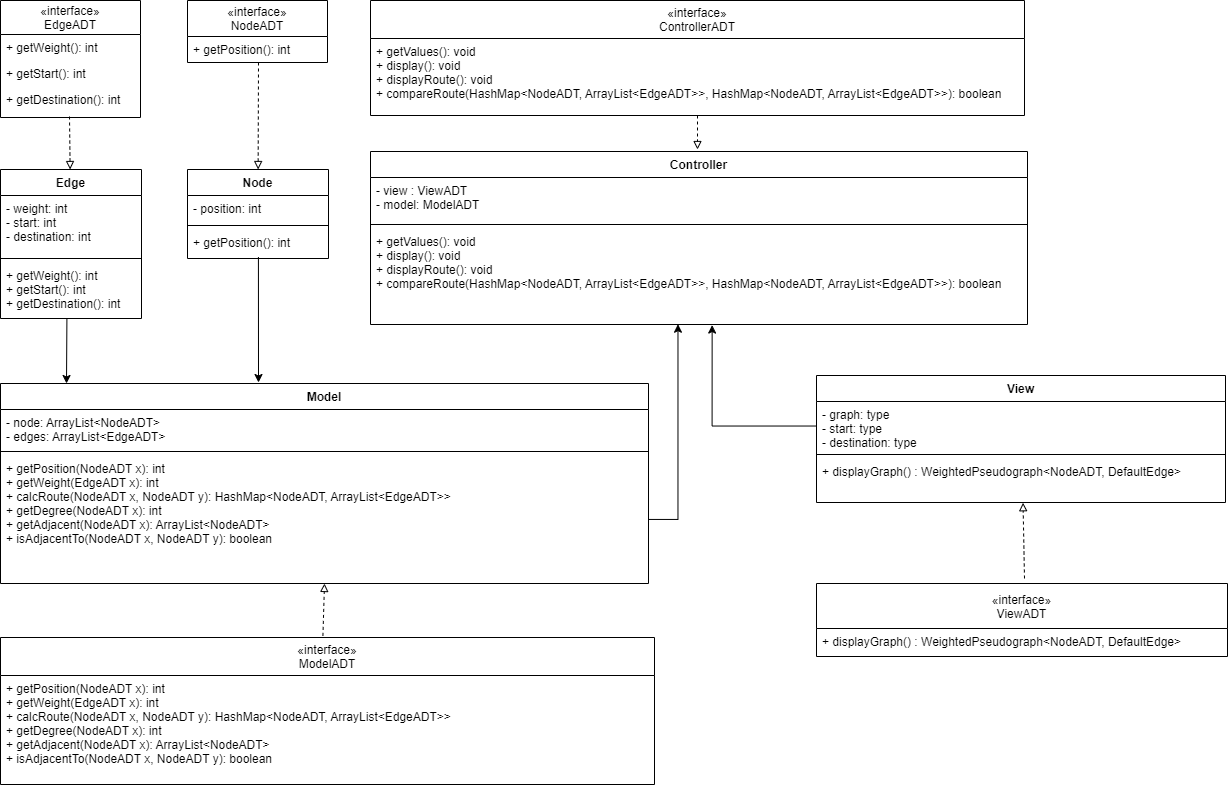 «interface»
EdgeADT
+ getWeight(): int
+ getStart(): int
+ getDestination(): int
«interface»
NodeADT
+ getPosition(): int
«interface»
ControllerADT
+ getValues(): void
+ display(): void
+ displayRoute(): void
+ compareRoute(HashMap<NodeADT, ArrayList<EdgeADT>>, HashMap<NodeADT, ArrayList<EdgeADT>>): boolean
Edge
- weight: int
- start: int
- destination: int
+ getWeight(): int
+ getStart(): int
+ getDestination(): int
Node
- position: int
+ getPosition(): int
Controller
- view : ViewADT
- model: ModelADT
+ getValues(): void
+ display(): void
+ displayRoute(): void
+ compareRoute(HashMap<NodeADT, ArrayList<EdgeADT>>, HashMap<NodeADT, ArrayList<EdgeADT>>): boolean
Model
- node: ArrayList<NodeADT>
- edges: ArrayList<EdgeADT>
+ getPosition(NodeADT x): int
+ getWeight(EdgeADT x): int
+ calcRoute(NodeADT x, NodeADT y): HashMap<NodeADT, ArrayList<EdgeADT>>
+ getDegree(NodeADT x): int
+ getAdjacent(NodeADT x): ArrayList<NodeADT>
+ isAdjacentTo(NodeADT x, NodeADT y): boolean
View
- graph: type
- start: type
- destination: type
+ displayGraph() : WeightedPseudograph<NodeADT, DefaultEdge>
«interface»
ViewADT
+ displayGraph() : WeightedPseudograph<NodeADT, DefaultEdge>
«interface»
ModelADT
+ getPosition(NodeADT x): int
+ getWeight(EdgeADT x): int
+ calcRoute(NodeADT x, NodeADT y): HashMap<NodeADT, ArrayList<EdgeADT>>
+ getDegree(NodeADT x): int
+ getAdjacent(NodeADT x): ArrayList<NodeADT>
+ isAdjacentTo(NodeADT x, NodeADT y): boolean